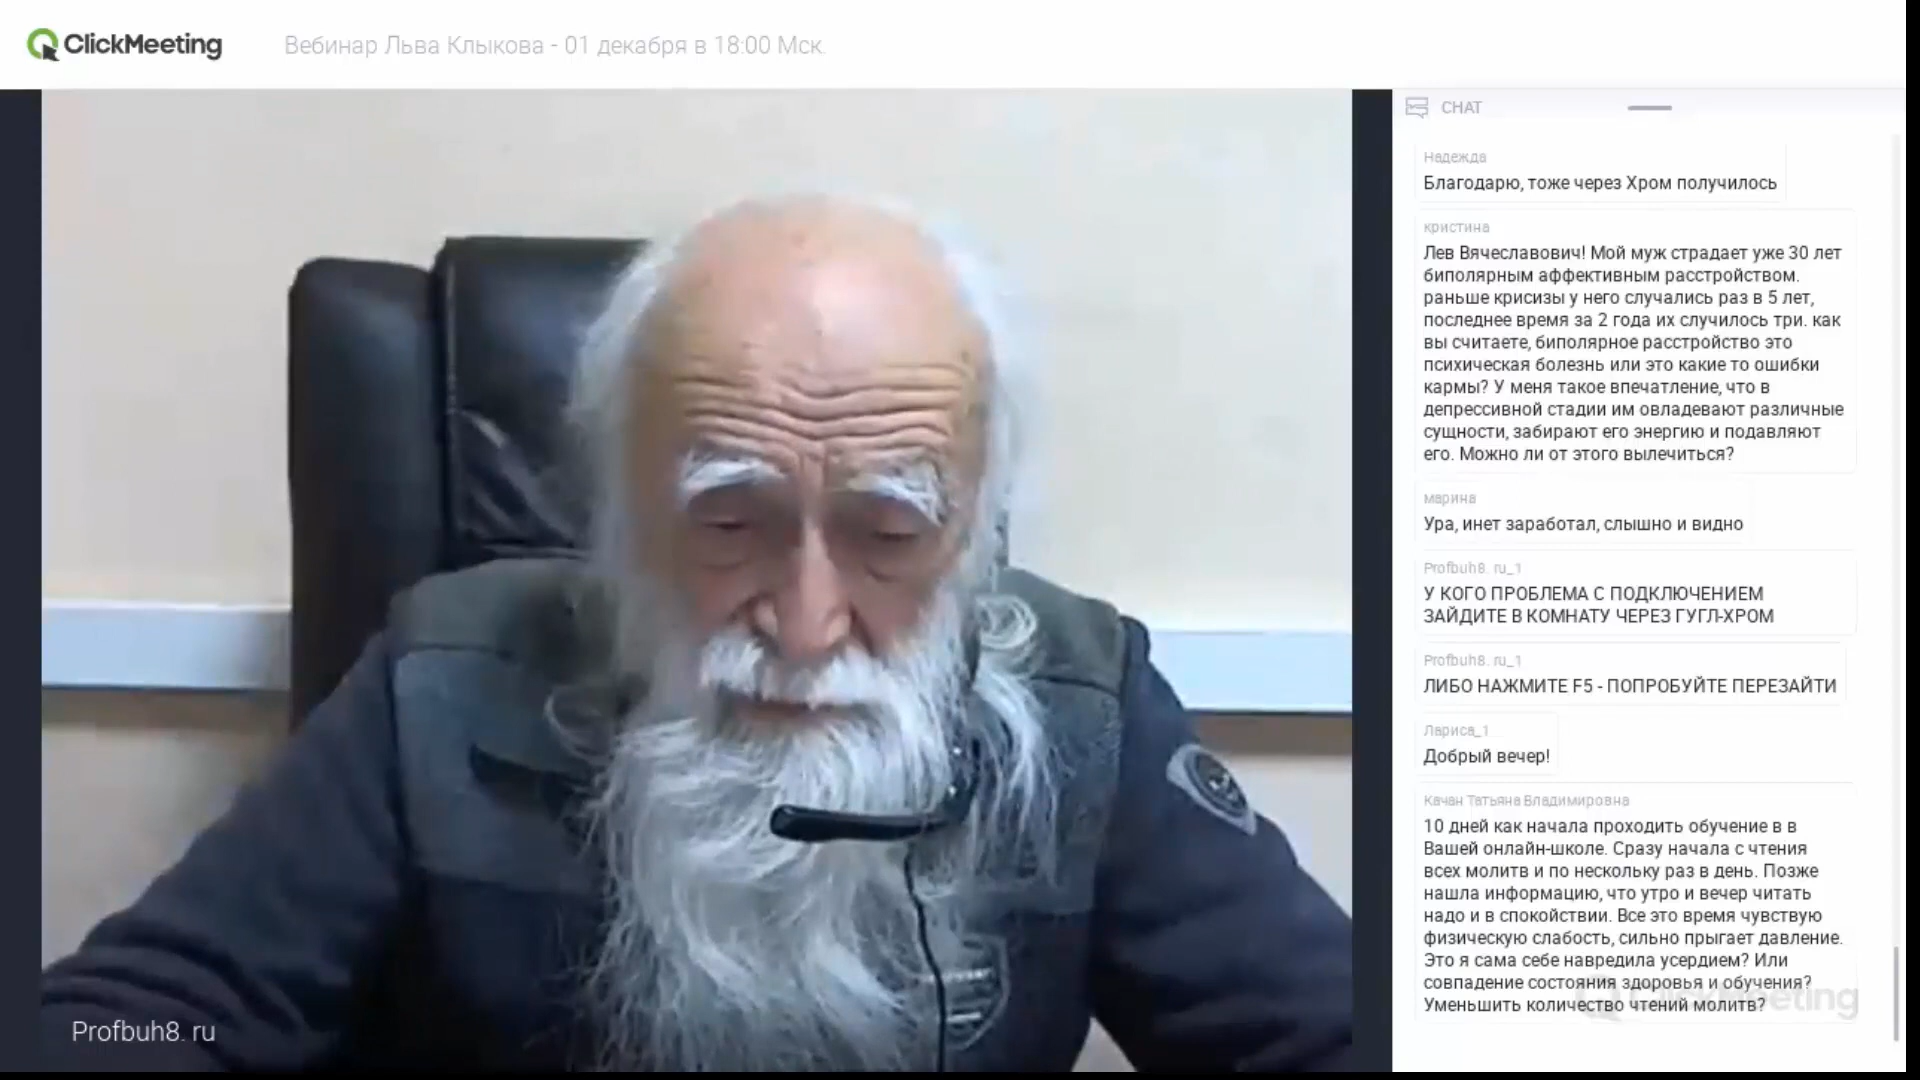 ClickMeeting
Вебинар Льва Клыкова - 01 декабря в 18:00 Мск.
CHAT
Надежда
Благодарю, тоже через Хром получилось
кристина
Лев Вячеславович! Мой муж страдает уже 30 лет
биполярным аффективным расстройством.
раньше крисизы у него случались раз в 5 лет,
последнее время за 2 года их случилось три. как
вы считаете, биполярное расстройство это
психическая болезнь или это какие то ошибки
кармы? У меня такое впечатление, что в
депрессивной стадии им овладевают различные
сущности, забирают его энергию и подавляют
его. Можно ли от этого вылечиться?
марина
Ура, инет заработал, слышно и видно
Profbuh8. ru_1
У КОГО ПРОБЛЕМА С ПОДКЛЮЧЕНИЕМ
ЗАЙДИТЕ В КОМНАТУ ЧЕРЕЗ ГУГЛ-ХРОМ
Profbuh8. ru_1
ЛИБО НАЖМИТЕ F5 - ПОПРОБУЙТЕ ПЕРЕЗАЙТИ
Лариса_1
Добрый вечер!
Качан Татьяна Владимировна
10 дней как начала проходить обучение в в
Вашей онлайн-школе. Сразу начала с чтения
всех молитв и по нескольку раз в день. Позже
нашла информацию, что утро и вечер читать
надо и в спокойствии. Все это время чувствую
физическую слабость, сильно прыгает давление.
Это я сама себе навредила усердием? Или
совпадение состояния здоровья и обучения?
Уменьшить количество чтений молитв?
ClickMeeting
Profbuh8. ru